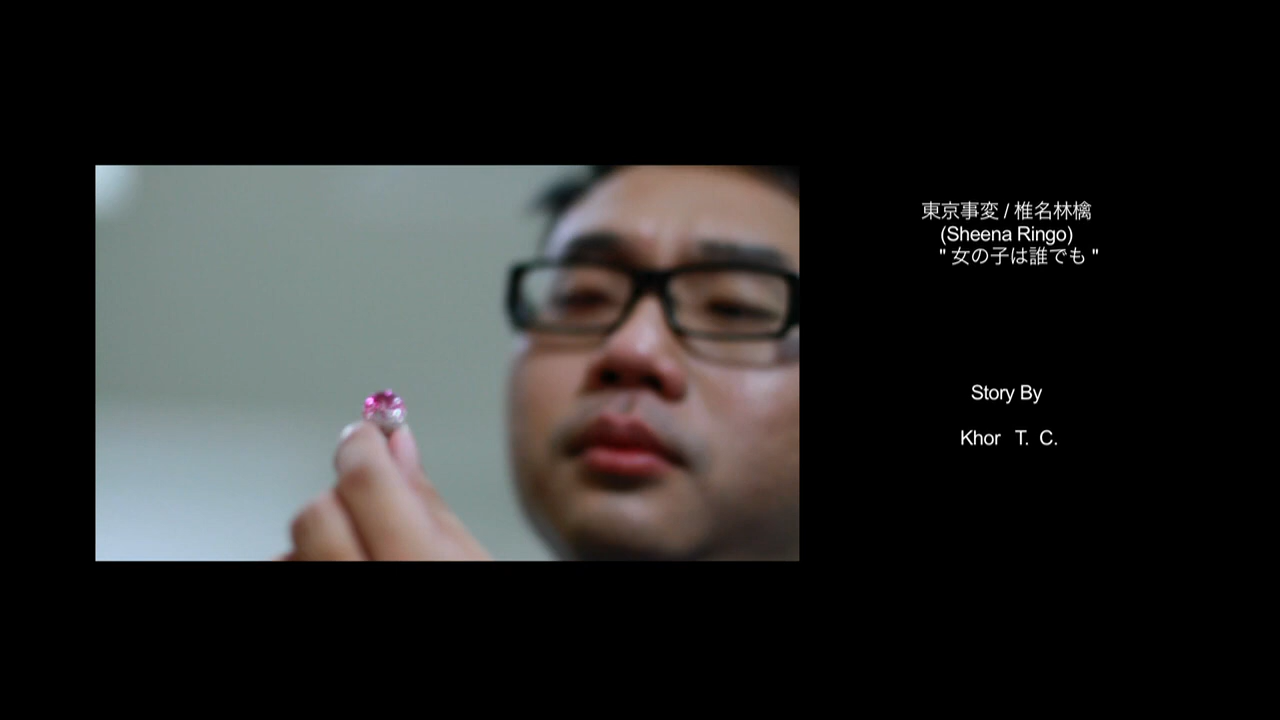 東京事変 / 椎名林檎
(Sheena Ringo)
" 女の子は誰でも "
Story By
Khor T. C.